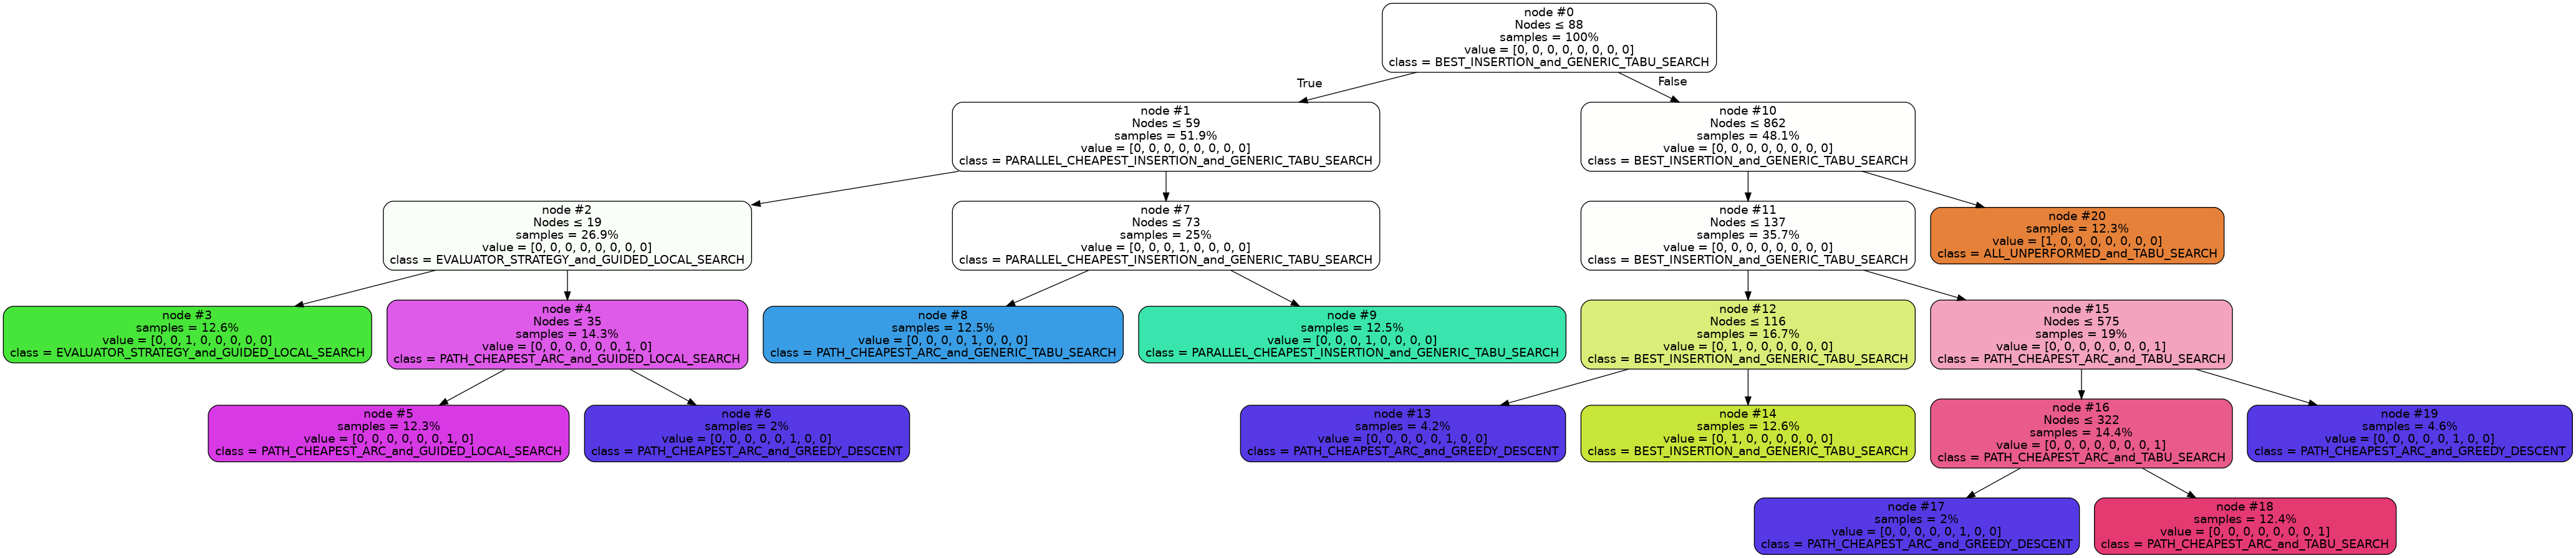 node #0
Nodes ≤ 88
samples = 100%
value = [0, 0, 0, 0, 0, 0, 0, 0]
class = BEST_INSERTION_and_GENERIC_TABU_SEARCH
True
False
node #1
Nodes ≤ 59
samples = 51.9%
value = [0, 0, 0, 0, 0, 0, 0, 0]
class = PARALLEL_CHEAPEST_INSERTION_and_GENERIC_TABU_SEARCH
node #10
Nodes ≤ 862
samples = 48.1%
value = [0, 0, 0, 0, 0, 0, 0, 0]
class = BEST_INSERTION_and_GENERIC_TABU_SEARCH
node #2
Nodes ≤ 19
samples = 26.9%
value = [0, 0, 0, 0, 0, 0, 0, 0]
class = EVALUATOR_STRATEGY_and_GUIDED_LOCAL_SEARCH
node #7
Nodes ≤ 73
samples = 25%
value = [0, 0, 0, 1, 0, 0, 0, 0]
class = PARALLEL_CHEAPEST_INSERTION_and_GENERIC_TABU_SEARCH
node #11
Nodes ≤ 137
samples = 35.7%
value = [0, 0, 0, 0, 0, 0, 0, 0]
class = BEST_INSERTION_and_GENERIC_TABU_SEARCH
node #20
samples = 12.3%
value = [1, 0, 0, 0, 0, 0, 0, 0]
class = ALL_UNPERFORMED_and_TABU_SEARCH
node #3
samples = 12.6%
value = [0, 0, 1, 0, 0, 0, 0, 0]
class = EVALUATOR_STRATEGY_and_GUIDED_LOCAL_SEARCH
node #4
Nodes ≤ 35
samples = 14.3%
value = [0, 0, 0, 0, 0, 0, 1, 0]
class = PATH_CHEAPEST_ARC_and_GUIDED_LOCAL_SEARCH
node #8
samples = 12.5%
value = [0, 0, 0, 0, 1, 0, 0, 0]
class = PATH_CHEAPEST_ARC_and_GENERIC_TABU_SEARCH
node #9
samples = 12.5%
value = [0, 0, 0, 1, 0, 0, 0, 0]
class = PARALLEL_CHEAPEST_INSERTION_and_GENERIC_TABU_SEARCH
node #12
Nodes ≤ 116
samples = 16.7%
value = [0, 1, 0, 0, 0, 0, 0, 0]
class = BEST_INSERTION_and_GENERIC_TABU_SEARCH
node #15
Nodes ≤ 575
samples = 19%
value = [0, 0, 0, 0, 0, 0, 0, 1]
class = PATH_CHEAPEST_ARC_and_TABU_SEARCH
node #5
samples = 12.3%
value = [0, 0, 0, 0, 0, 0, 1, 0]
class = PATH_CHEAPEST_ARC_and_GUIDED_LOCAL_SEARCH
node #6
samples = 2%
value = [0, 0, 0, 0, 0, 1, 0, 0]
class = PATH_CHEAPEST_ARC_and_GREEDY_DESCENT
node #13
samples = 4.2%
value = [0, 0, 0, 0, 0, 1, 0, 0]
class = PATH_CHEAPEST_ARC_and_GREEDY_DESCENT
node #14
samples = 12.6%
value = [0, 1, 0, 0, 0, 0, 0, 0]
class = BEST_INSERTION_and_GENERIC_TABU_SEARCH
node #16
Nodes ≤ 322
samples = 14.4%
value = [0, 0, 0, 0, 0, 0, 0, 1]
class = PATH_CHEAPEST_ARC_and_TABU_SEARCH
node #19
samples = 4.6%
value = [0, 0, 0, 0, 0, 1, 0, 0]
class = PATH_CHEAPEST_ARC_and_GREEDY_DESCENT
node #17
samples = 2%
value = [0, 0, 0, 0, 0, 1, 0, 0]
class = PATH_CHEAPEST_ARC_and_GREEDY_DESCENT
node #18
samples = 12.4%
value = [0, 0, 0, 0, 0, 0, 0, 1]
class = PATH_CHEAPEST_ARC_and_TABU_SEARCH